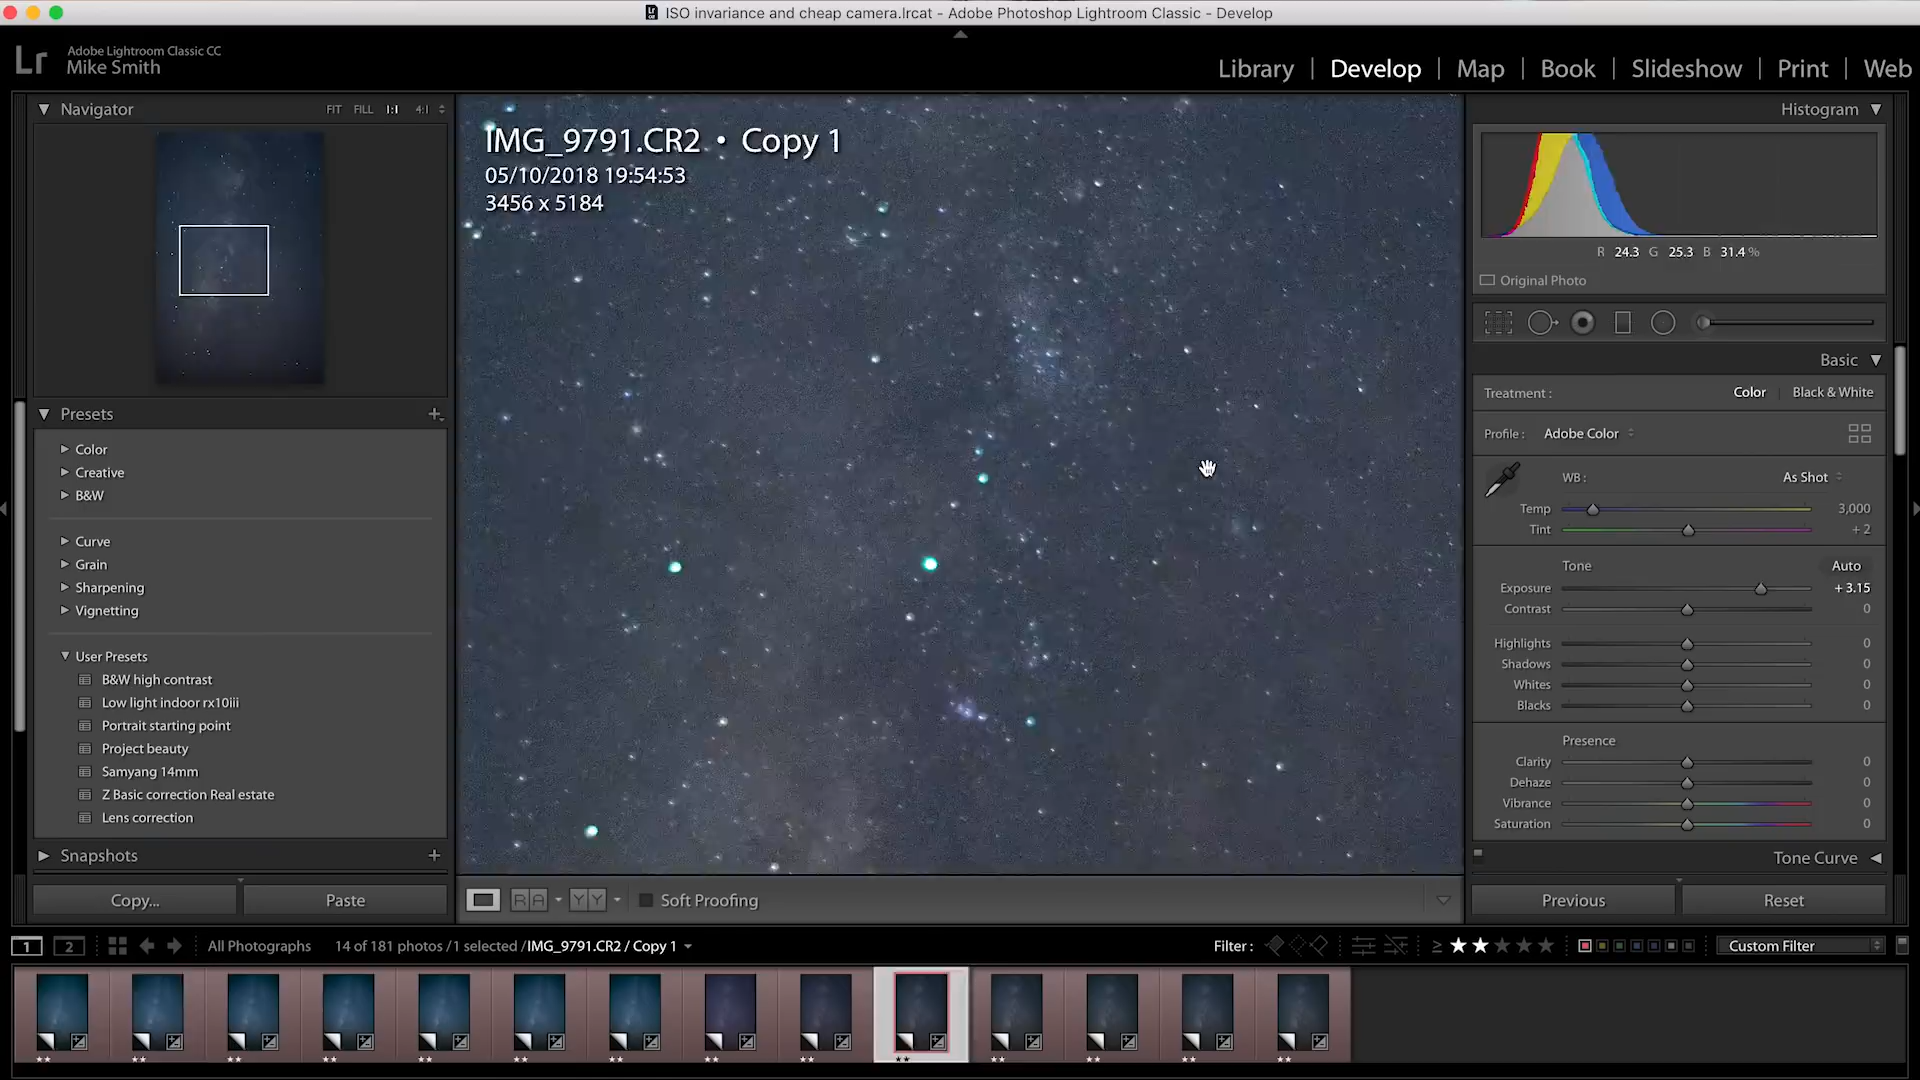 ISO invariance and cheap camera.lrcat - Adobe Photoshop Lightroom Classic - Develop
Lr
Adobe Lightroom Classic CC
Mike Smith
Library | Develop | Map | Book | Slideshow | Print | Web
Navigator FIT FILL 1:1 4:1
Presets +
Color
Creative
B&W
Curve
Grain
Sharpening
Vignetting
User Presets
B&W high contrast
Low light indoor rx10iii
Portrait starting point
Project beauty
Samyang 14mm
Z Basic correction Real estate
Lens correction
Snapshots +
Copy... Paste
IMG_9791.CR2 • Copy 1
05/10/2018 19:54:53
3456 x 5184
R A Y Y Soft Proofing
Histogram
R 24.3 G 25.3 B 31.4 %
Original Photo
Basic
Treatment : Color | Black & White
Profile : Adobe Color
WB : As Shot
Temp 3,000
Tint + 2
Tone Auto
Exposure + 3.15
Contrast 0
Highlights 0
Shadows 0
Whites 0
Blacks 0
Presence
Clarity 0
Dehaze 0
Vibrance 0
Saturation 0
Tone Curve
Previous Reset
1 2 All Photographs 14 of 181 photos / 1 selected / IMG_9791.CR2 / Copy 1 Filter : ≥ ★★★★★ Custom Filter